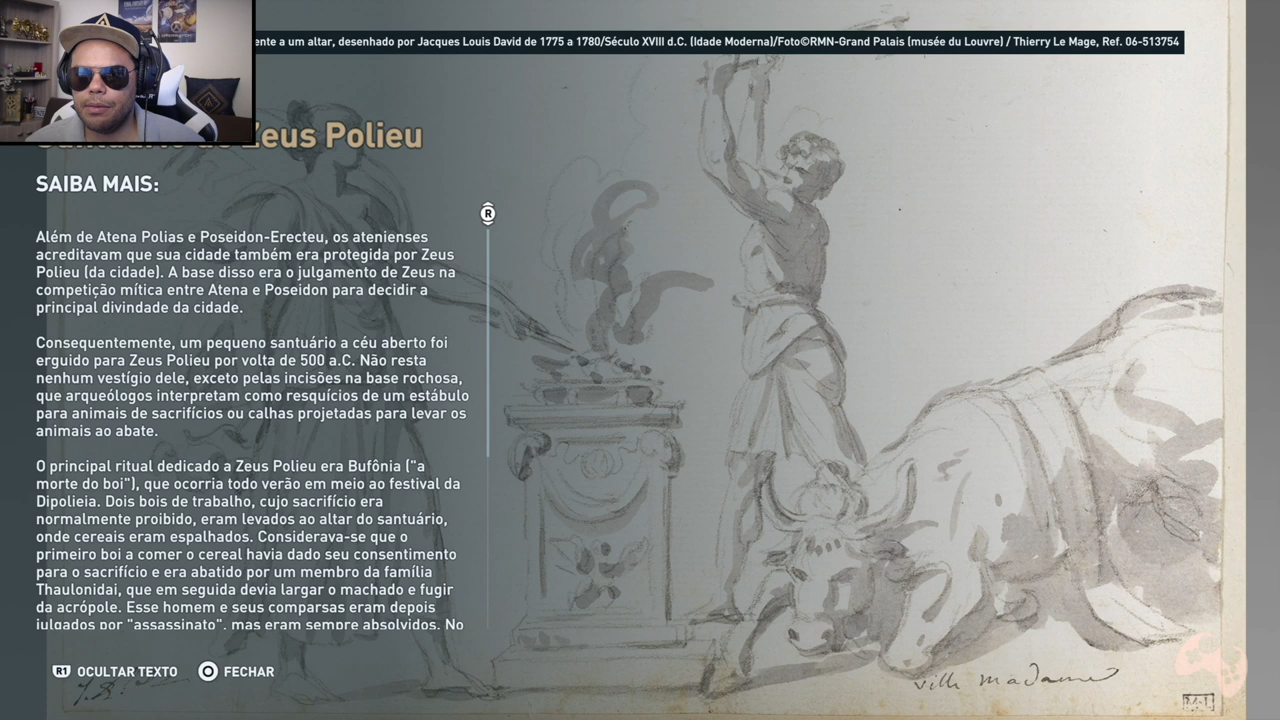 ente a um altar, desenhado por Jacques Louis David de 1775 a 1780/Século XVIII d.C. (Idade Moderna)/Foto©RMN-Grand Palais (musée du Louvre) / Thierry Le Mage, Ref. 06-513754
Santuário de Zeus Polieu
SAIBA MAIS:
R
Além de Atena Polias e Poseidon-Erecteu, os atenienses
acreditavam que sua cidade também era protegida por Zeus
Polieu (da cidade). A base disso era o julgamento de Zeus na
competição mítica entre Atena e Poseidon para decidir a
principal divindade da cidade.
Consequentemente, um pequeno santuário a céu aberto foi
erguido para Zeus Polieu por volta de 500 a.C. Não resta
nenhum vestígio dele, exceto pelas incisões na base rochosa,
que arqueólogos interpretam como resquícios de um estábulo
para animais de sacrifícios ou calhas projetadas para levar os
animais ao abate.
O principal ritual dedicado a Zeus Polieu era Bufônia ("a
morte do boi"), que ocorria todo verão em meio ao festival da
Dipolieia. Dois bois de trabalho, cujo sacrifício era
normalmente proibido, eram levados ao altar do santuário,
onde cereais eram espalhados. Considerava-se que o
primeiro boi a comer o cereal havia dado seu consentimento
para o sacrifício e era abatido por um membro da família
Thaulonidai, que em seguida devia largar o machado e fugir
da acrópole. Esse homem e seus comparsas eram depois
julgados por "assassinato", mas eram sempre absolvidos. No
R1 OCULTAR TEXTO FECHAR
ville madame
M.L